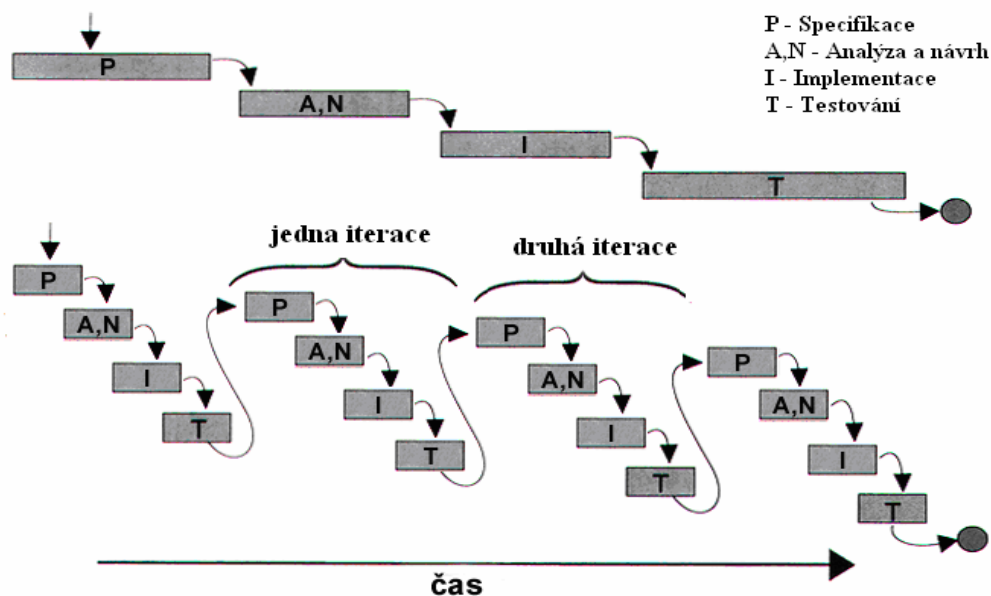 P - Specifikace
A,N - Analýza a návrh
I - Implementace
T - Testování
P
A,N
I
T
jedna iterace
druhá iterace
P
A,N
I
T
P
A,N
I
T
P
A,N
I
T
P
A,N
I
T
čas